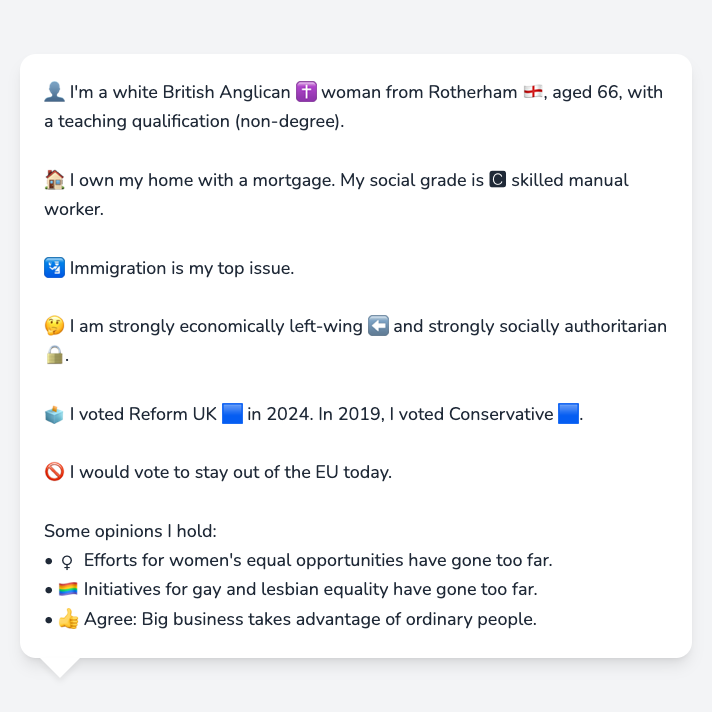 👤 I'm a white British Anglican ✝️ woman from Rotherham 🏴󠁧󠁢󠁥󠁮󠁧󠁿, aged 66, with
a teaching qualification (non-degree).
🏠 I own my home with a mortgage. My social grade is 🅲 skilled manual
worker.
🛂 Immigration is my top issue.
🤔 I am strongly economically left-wing ⬅️ and strongly socially authoritarian
🔒.
🗳️ I voted Reform UK 🟦 in 2024. In 2019, I voted Conservative 🟦.
🚫 I would vote to stay out of the EU today.
Some opinions I hold:
• ♀ Efforts for women's equal opportunities have gone too far.
• 🏳️‍🌈 Initiatives for gay and lesbian equality have gone too far.
• 👍 Agree: Big business takes advantage of ordinary people.